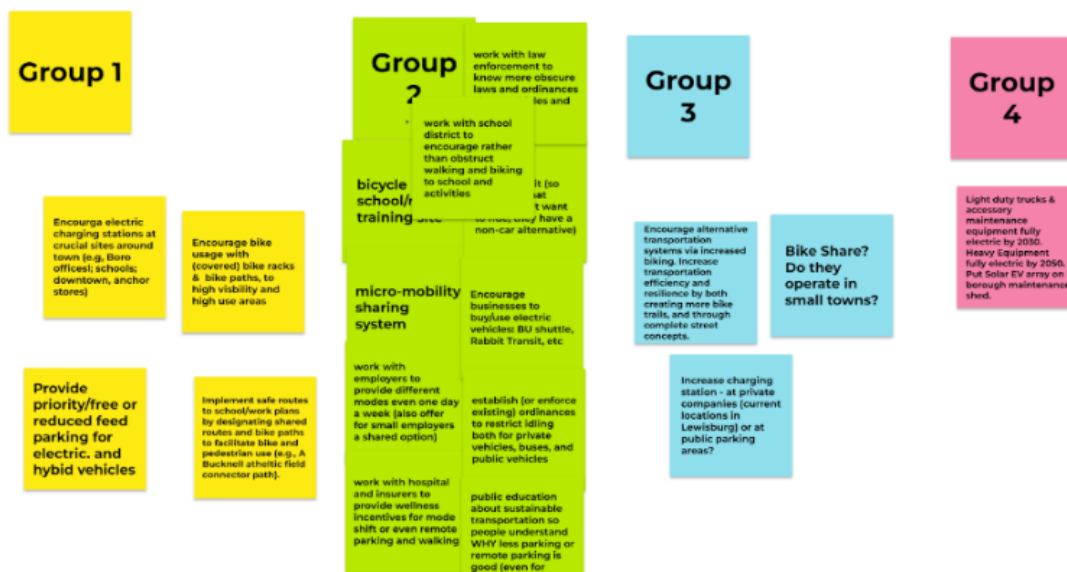 Group 1
Encourga electric
charging stations at
crucial sites around
town (e.g, Boro
offices|; schools;
downtown, anchor
stores)
Encourage bike
usage with
(covered) bike racks
& bike paths, to
high visbility and
high use areas
Provide
priority/free or
reduced feed
parking for
electric. and
hybid vehicles
Implement safe routes
to school/work plans
by designating shared
routes and bike paths
to facilitate bike and
pedestrian use (e.g., A
Bucknell atheltic field
connector path).
Group
2
work with law
enforcement to
know more obscure
laws and ordinances
and
work with school
district to
encourage rather
than obstruct
walking and biking
to school and
activities
bicycle
school/
training site
(so
want
they have a
non-car alternative)
micro-mobility
sharing
system
Encourage
businesses to
buy/use electric
vehicles: BU shuttle,
Rabbit Transit, etc
work with
employers to
provide different
modes even one day
a week (also offer
for small employers
a shared option)
establish (or enforce
existing) ordinances
to restrict idling
both for private
vehicles, buses, and
public vehicles
work with hospital
and insurers to
provide wellness
incentives for mode
shift or even remote
parking and walking
public education
about sustainable
transportation so
people understand
WHY less parking or
remote parking is
good (even for
Group
3
Encourage alternative
transportation
systems via increased
biking. Increase
transportation
efficiency and
resilience by both
creating more bike
trails, and through
complete street
concepts.
Bike Share?
Do they
operate in
small towns?
Increase charging
station - at private
companies (current
locations in
Lewisburg) or at
public parking
areas?
Group
4
Light duty trucks &
accessory
maintenance
equipment fully
electric by 2030.
Heavy Equipment
fully electric by 2050.
Put Solar EV array on
borough maintenance
shed.